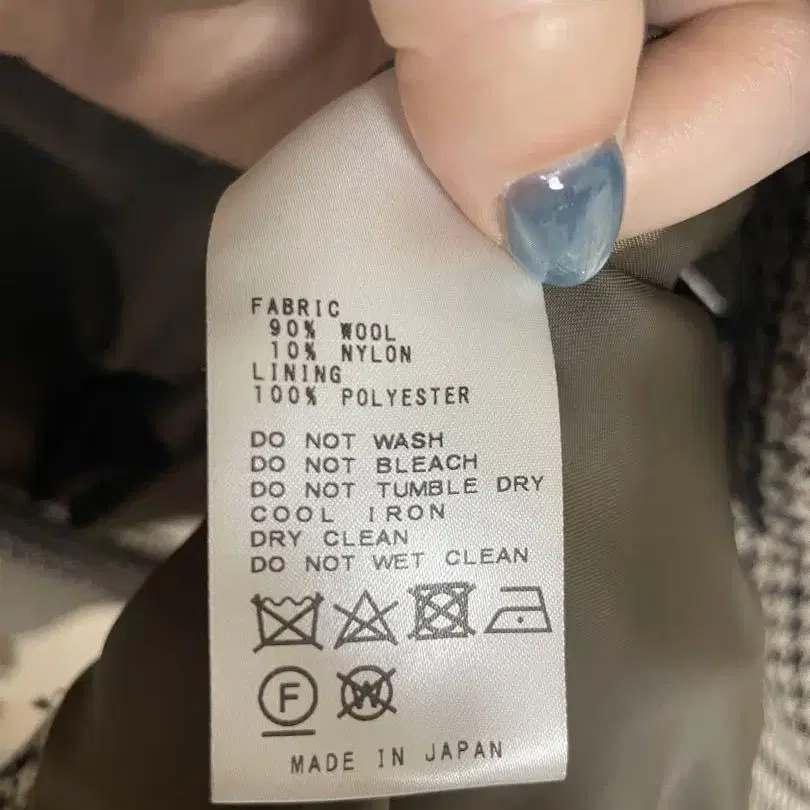 FABRIC
90% WOOL
10% NYLON
LINING
100% POLYESTER
DO NOT WASH
DO NOT BLEACH
DO NOT TUMBLE DRY
COOL IRON
DRY CLEAN
DO NOT WET CLEAN
F W
MADE IN JAPAN